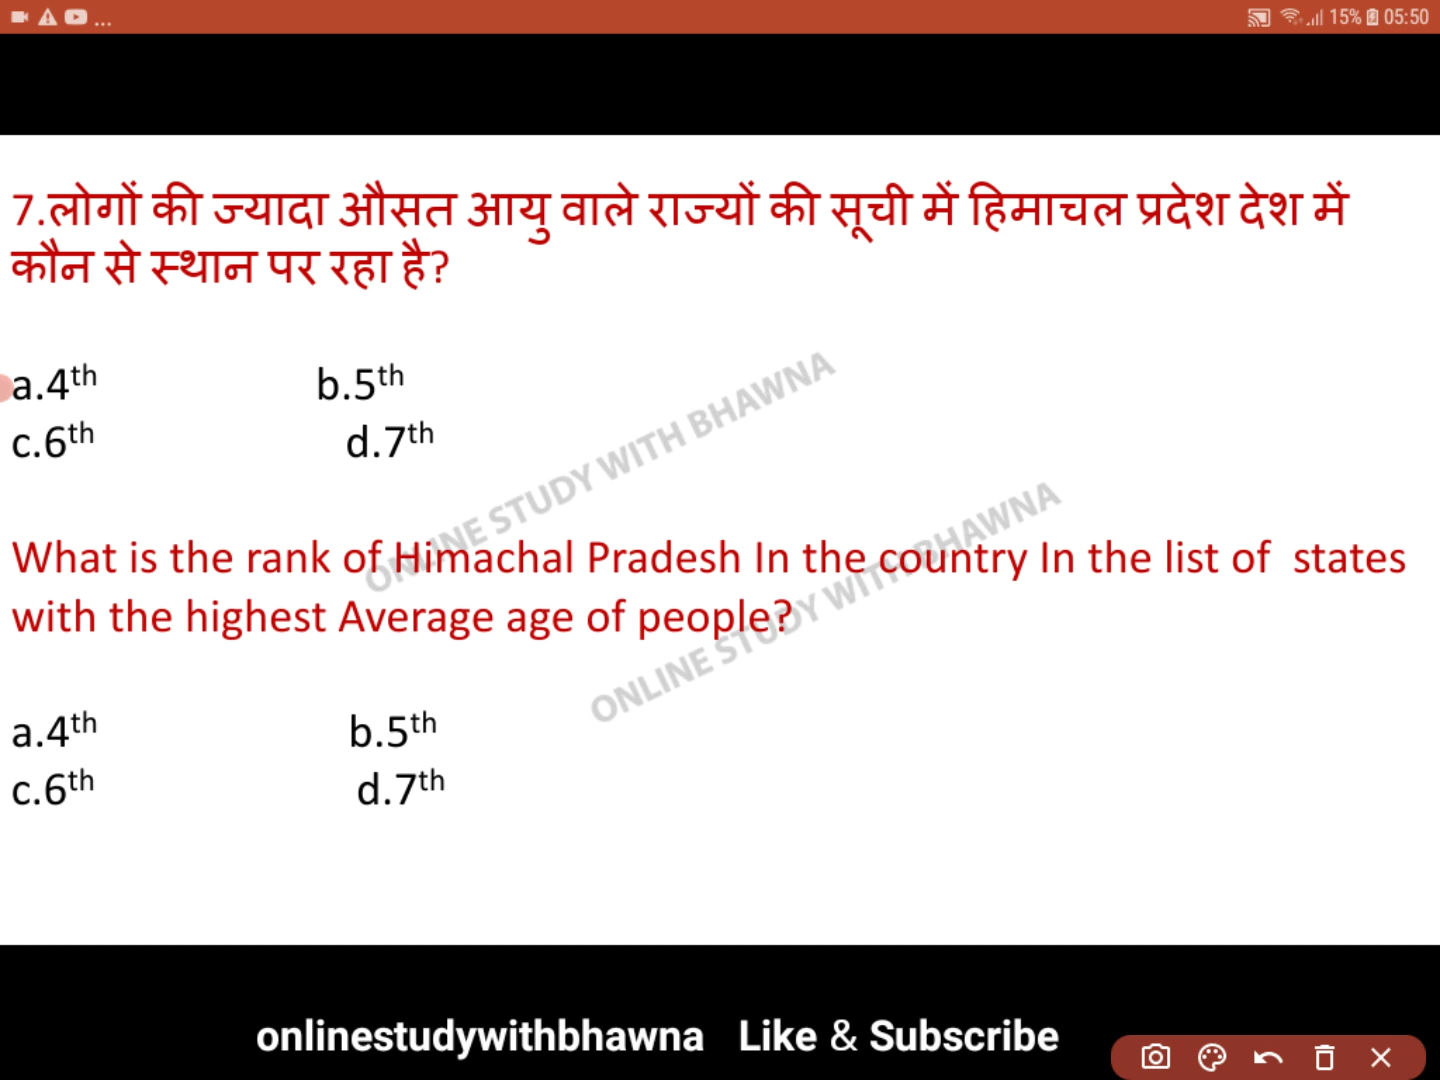 ... 15% 05:50
7.लोगों की ज्यादा औसत आयु वाले राज्यों की सूची में हिमाचल प्रदेश देश में
कौन से स्थान पर रहा है?
a.4th b.5th
c.6th d.7th
ONLINE STUDY WITH BHAWNA
What is the rank of Himachal Pradesh In the country In the list of states
with the highest Average age of people?
ONLINE STUDY WITH BHAWNA
a.4th b.5th
c.6th d.7th
onlinestudywithbhawna Like & Subscribe